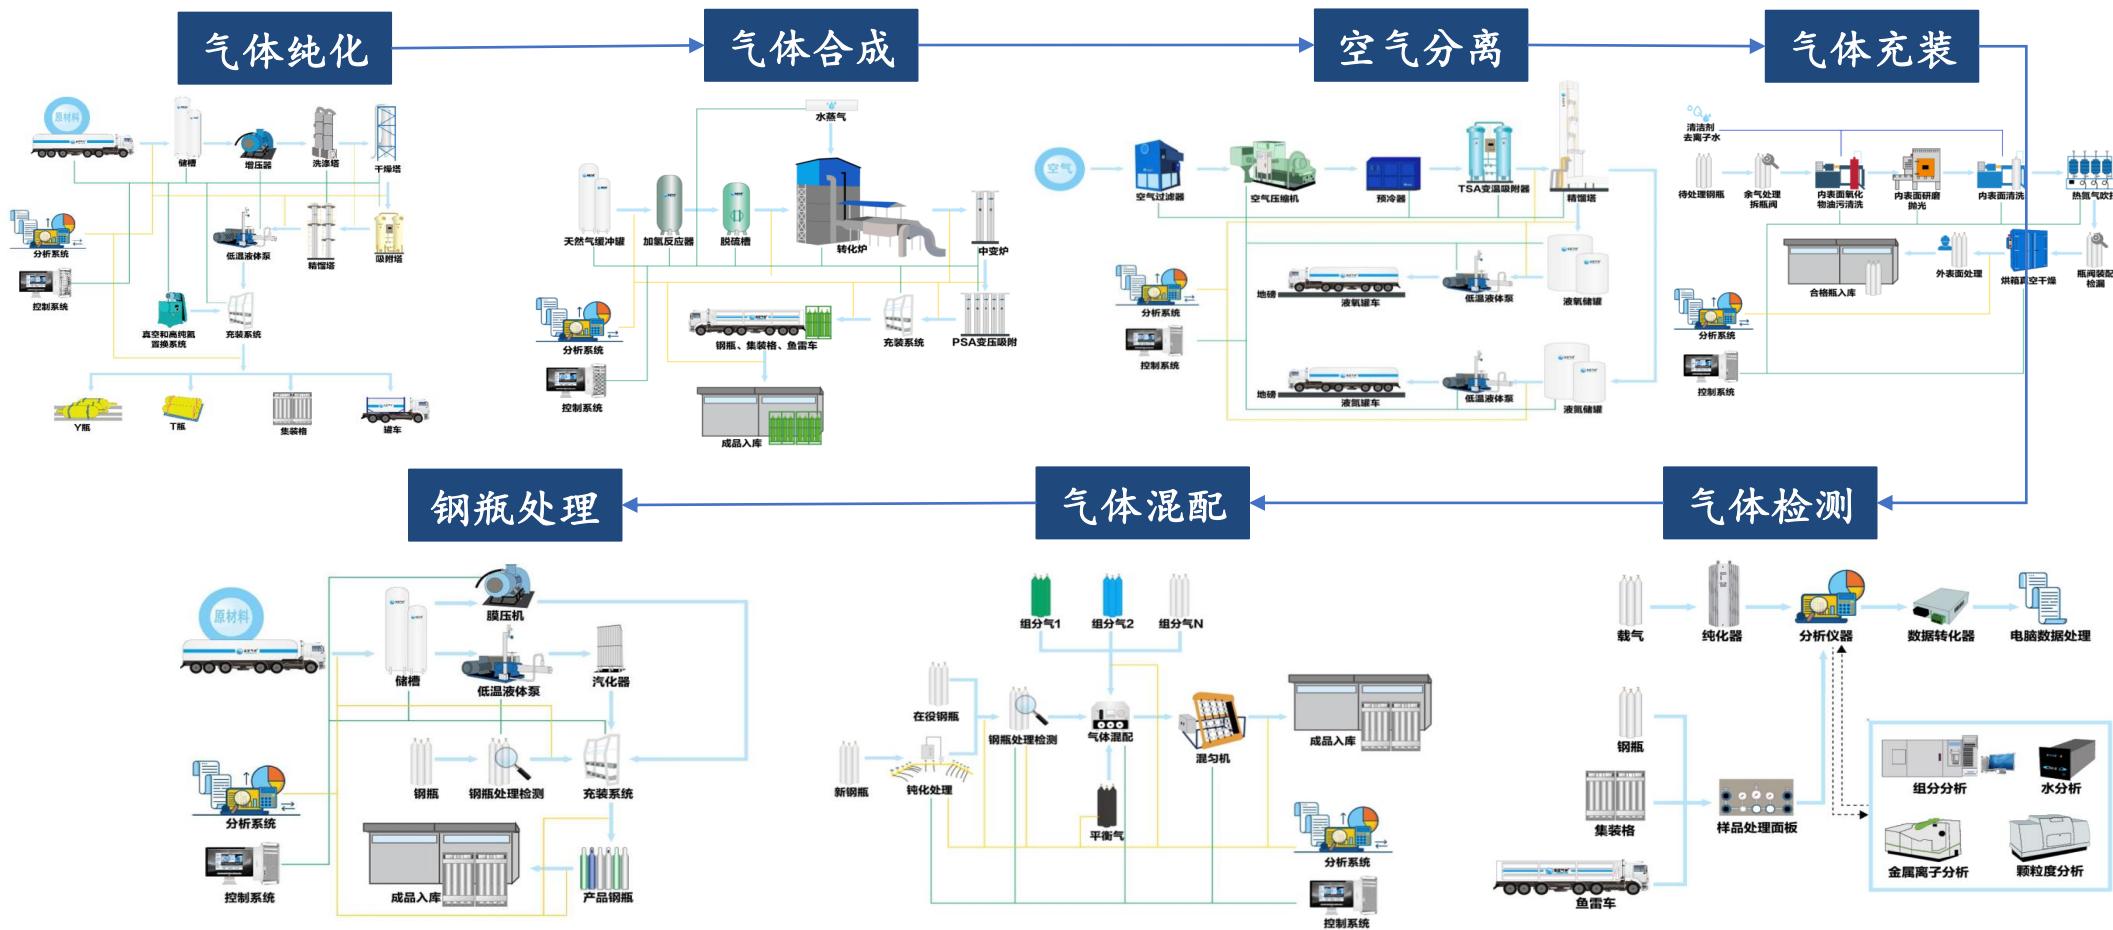 气体纯化
气体合成
空气分离
气体充装
原材料
储槽
增压器
洗涤塔
干燥塔
分析系统
低温液体泵
精馏塔
吸附塔
控制系统
真空和高纯氮
置换系统
充装系统
Y瓶
T瓶
集装格
罐车
水蒸气
天然气缓冲罐
加氢反应器
脱硫槽
转化炉
中变炉
分析系统
钢瓶、集装格、鱼雷车
充装系统
PSA变压吸附
控制系统
成品入库
空气
空气过滤器
空气压缩机
预冷器
TSA变温吸附器
精馏塔
分析系统
地磅
液氧罐车
低温液体泵
液氧储罐
控制系统
地磅
液氮罐车
低温液体泵
液氮储罐
清洁剂
去离子水
待处理钢瓶
余气处理
拆瓶阀
内表面氧化
物油污清洗
内表面研磨
抛光
内表面清洗
热氮气吹扫
合格瓶入库
外表面处理
烘箱真空干燥
瓶阀装配
检漏
分析系统
控制系统
钢瓶处理
气体混配
气体检测
原材料
储槽
膜压机
低温液体泵
汽化器
钢瓶
钢瓶处理检测
充装系统
分析系统
控制系统
成品入库
产品钢瓶
组分气1
组分气2
组分气N
在役钢瓶
钢瓶处理检测
气体混配
混匀机
成品入库
新钢瓶
钝化处理
平衡气
分析系统
控制系统
载气
纯化器
分析仪器
数据转化器
电脑数据处理
钢瓶
集装格
样品处理面板
鱼雷车
组分分析
水分析
金属离子分析
颗粒度分析